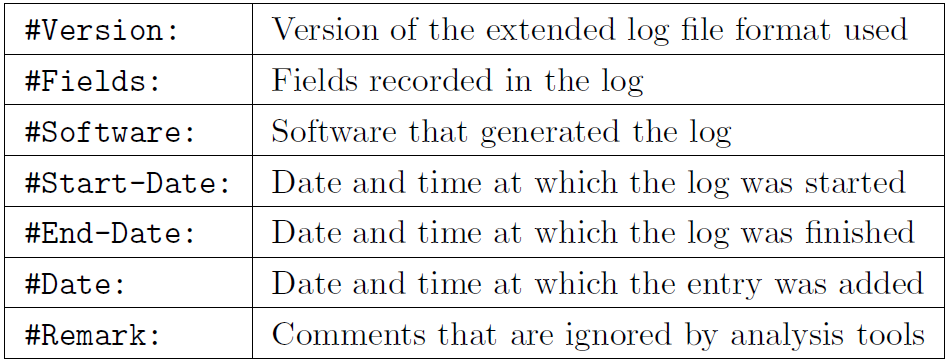 #Version: Version of the extended log file format used
#Fields: Fields recorded in the log
#Software: Software that generated the log
#Start-Date: Date and time at which the log was started
#End-Date: Date and time at which the log was finished
#Date: Date and time at which the entry was added
#Remark: Comments that are ignored by analysis tools